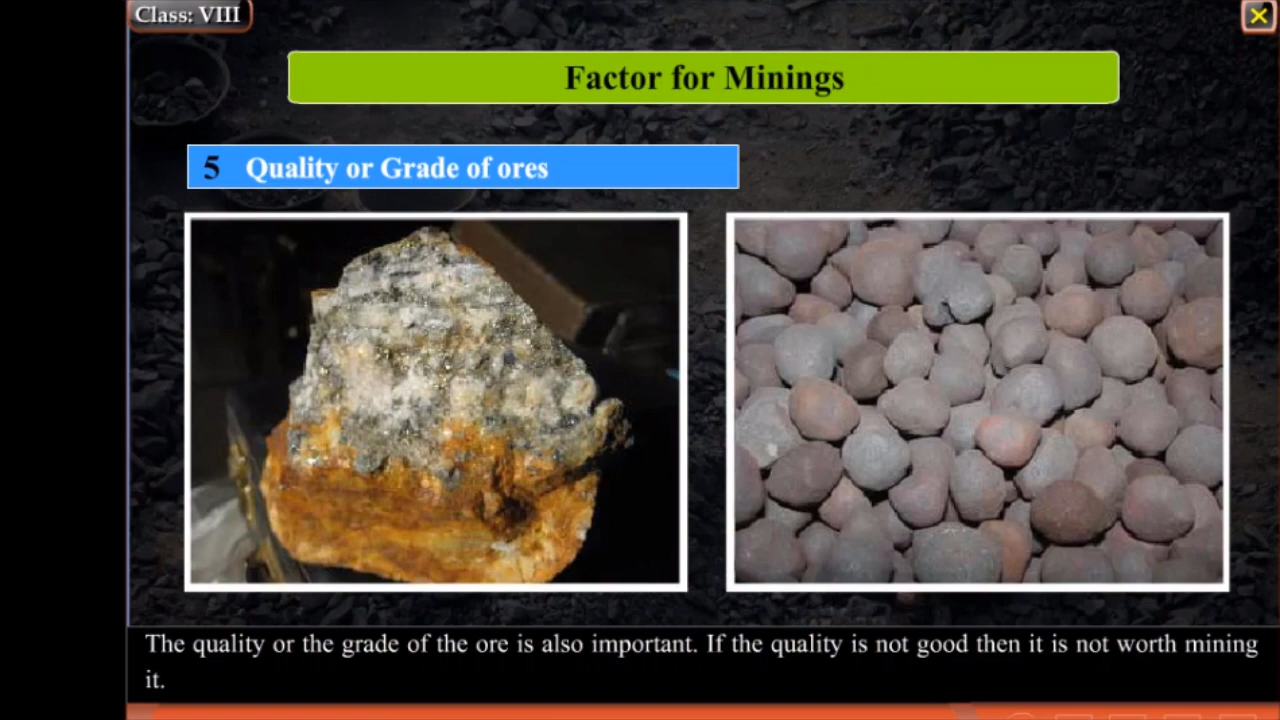 Class: VIII
Factor for Minings
5 Quality or Grade of ores
The quality or the grade of the ore is also important. If the quality is not good then it is not worth mining
it.